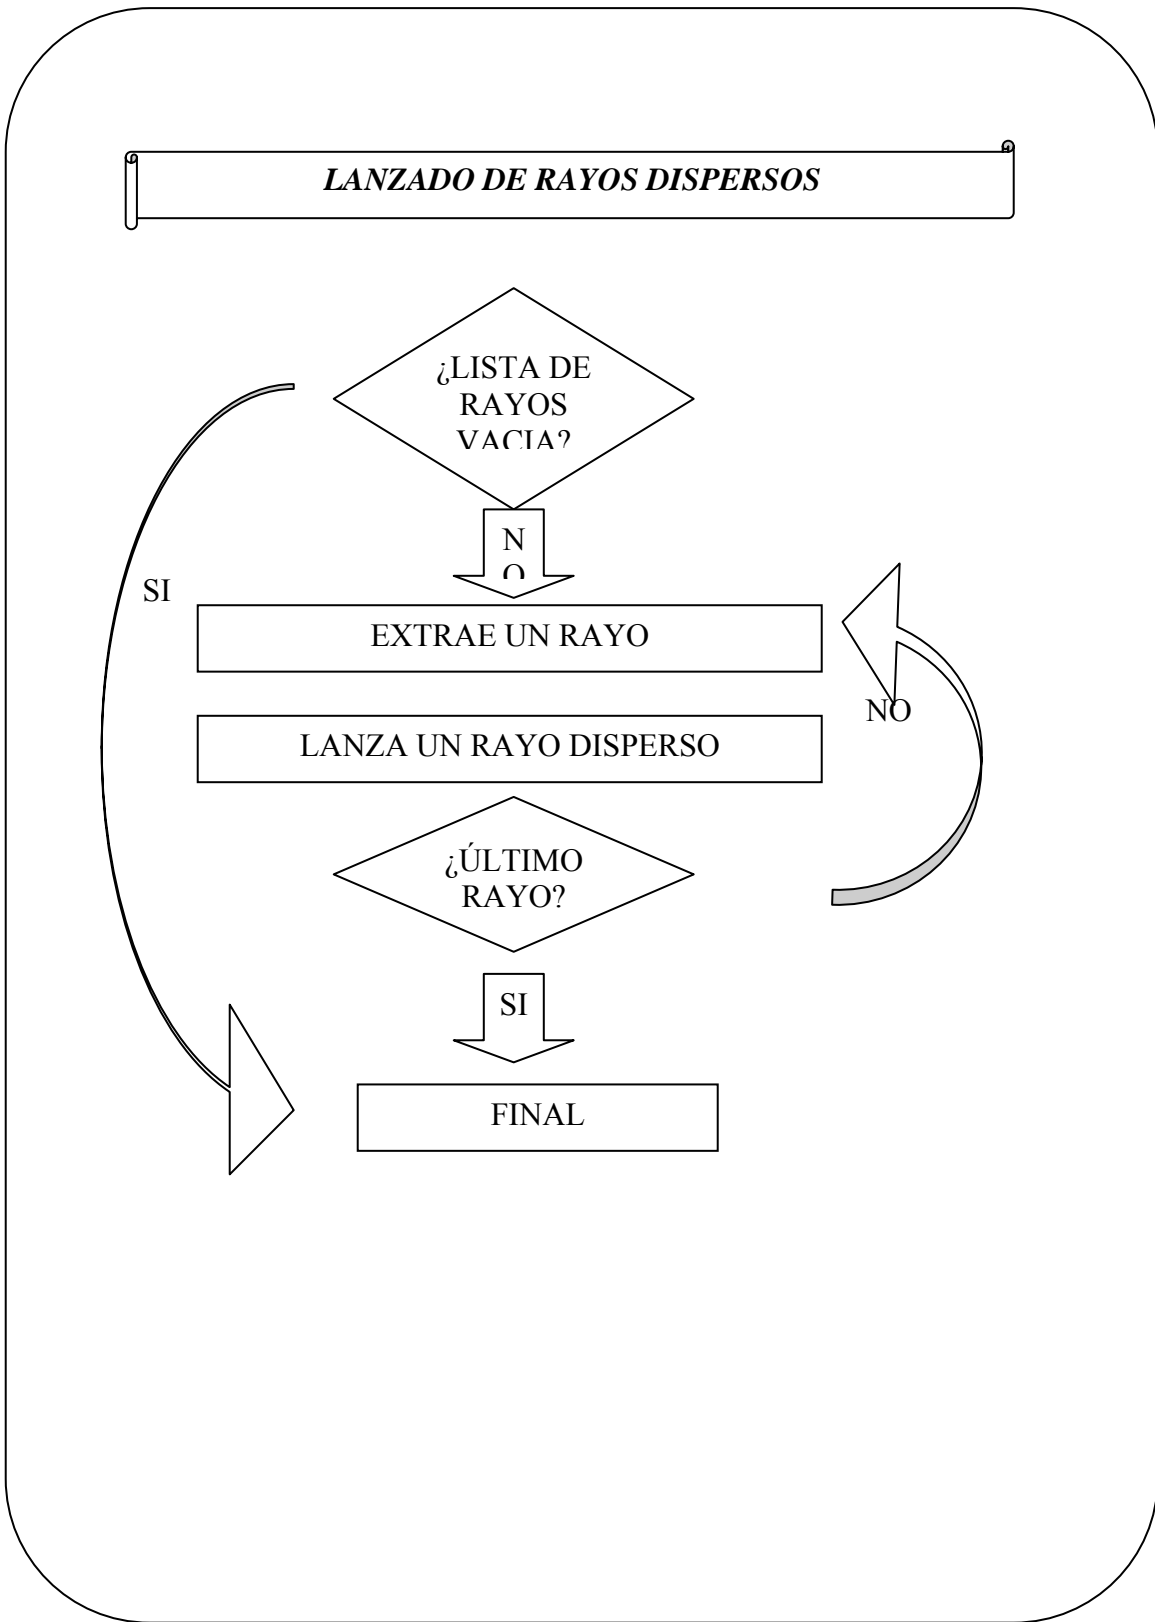 LANZADO DE RAYOS DISPERSOS
¿LISTA DE
RAYOS
VACIA?
N
O
SI
EXTRAE UN RAYO
NO
LANZA UN RAYO DISPERSO
¿ÚLTIMO
RAYO?
SI
FINAL